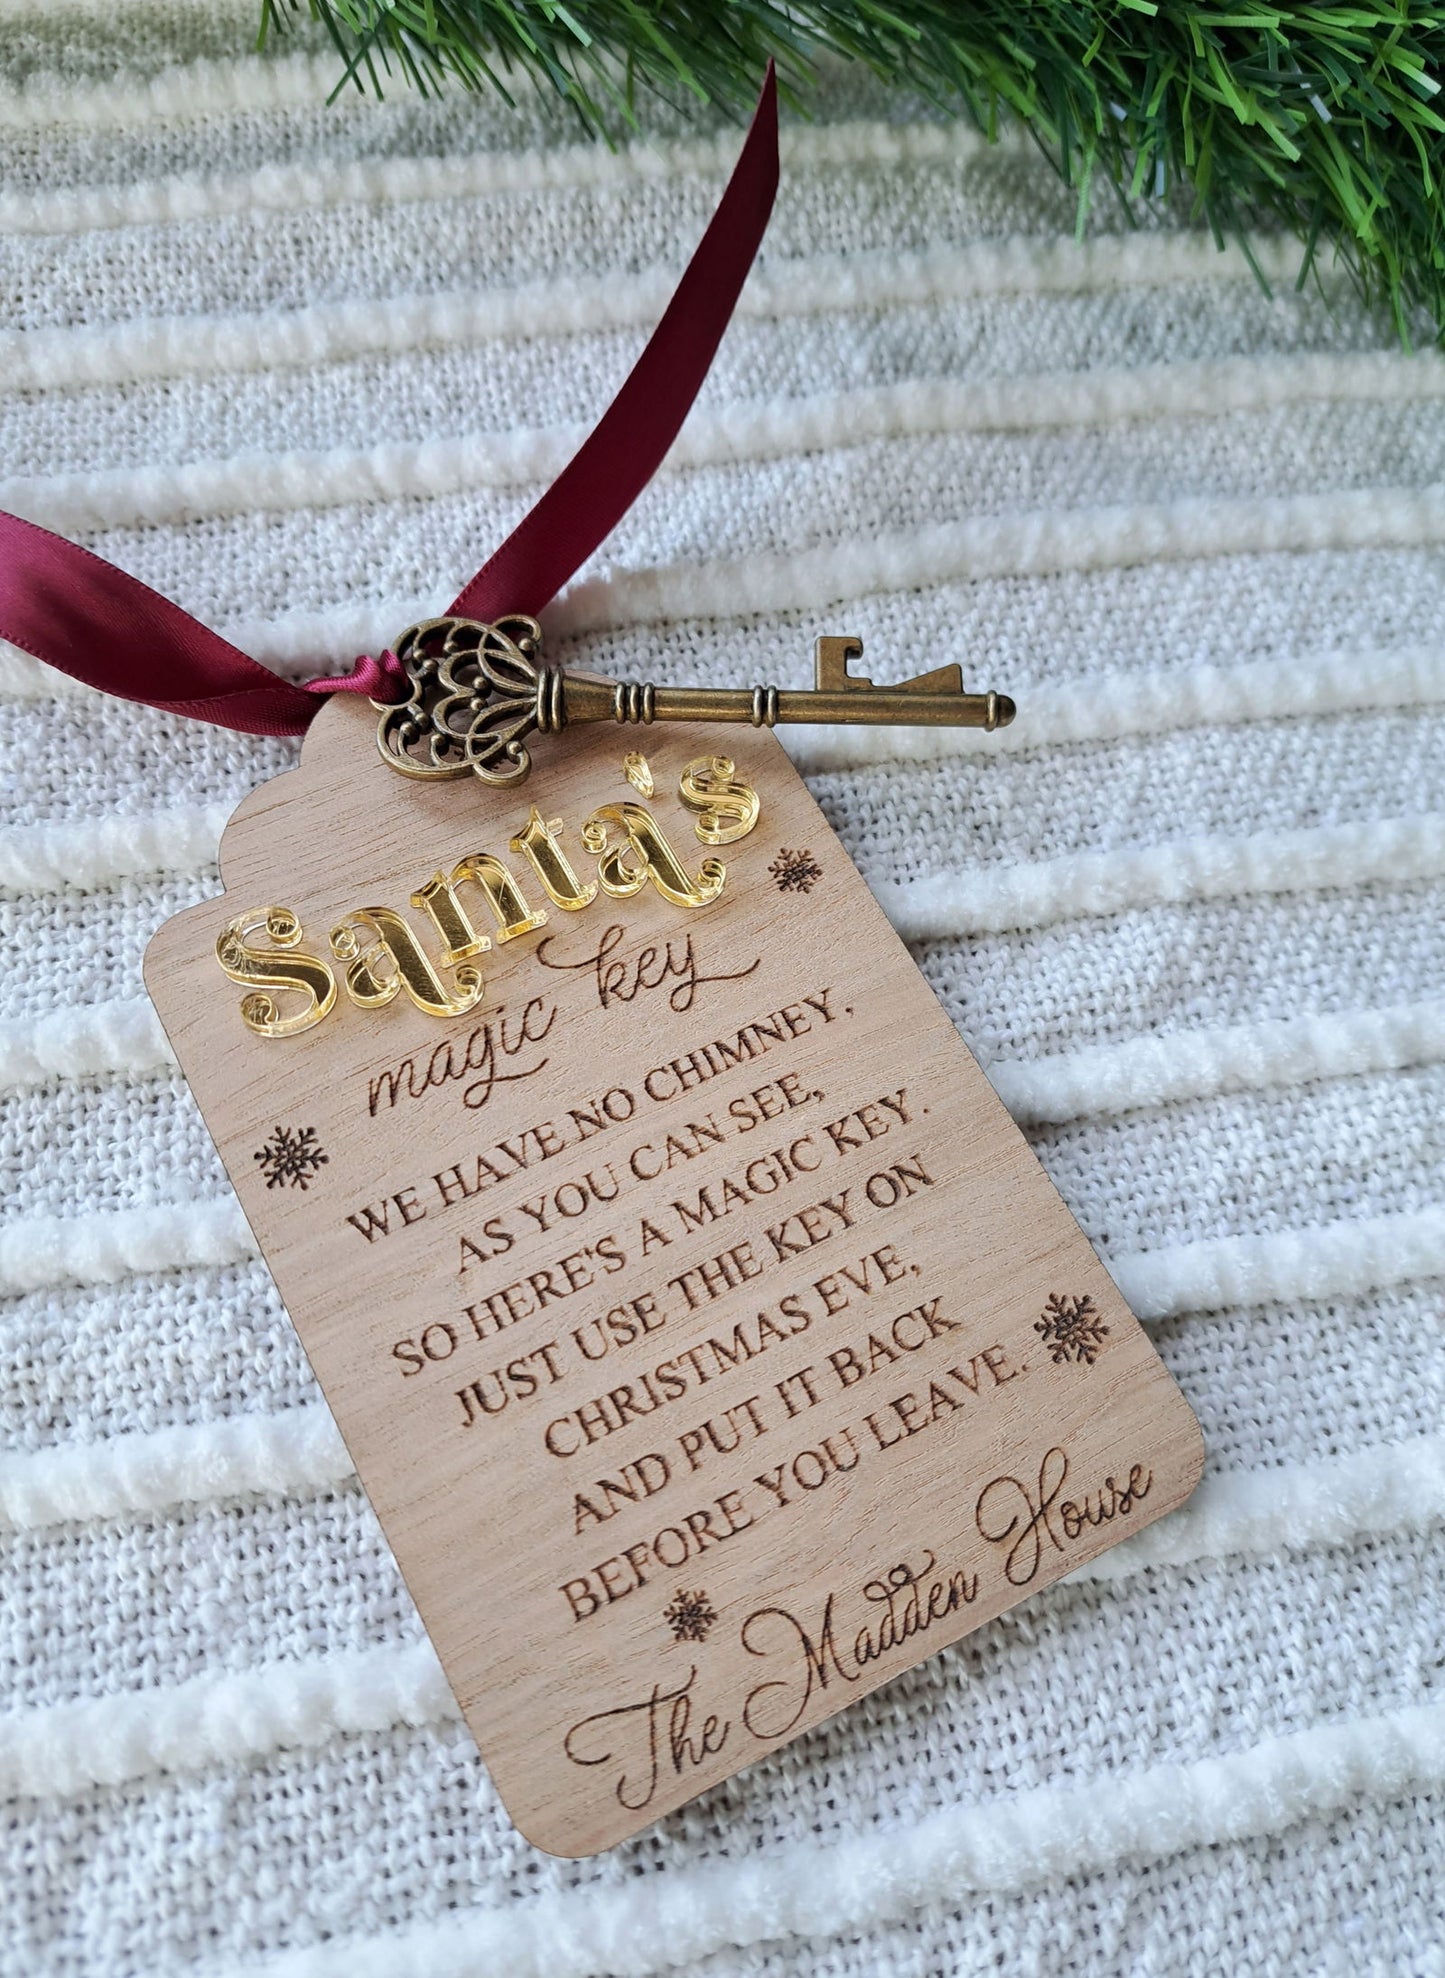 Santa's
magic key
WE HAVE NO CHIMNEY,
AS YOU CAN SEE,
SO HERE'S A MAGIC KEY.
JUST USE THE KEY ON
CHRISTMAS EVE,
AND PUT IT BACK
BEFORE YOU LEAVE.
The Madden House